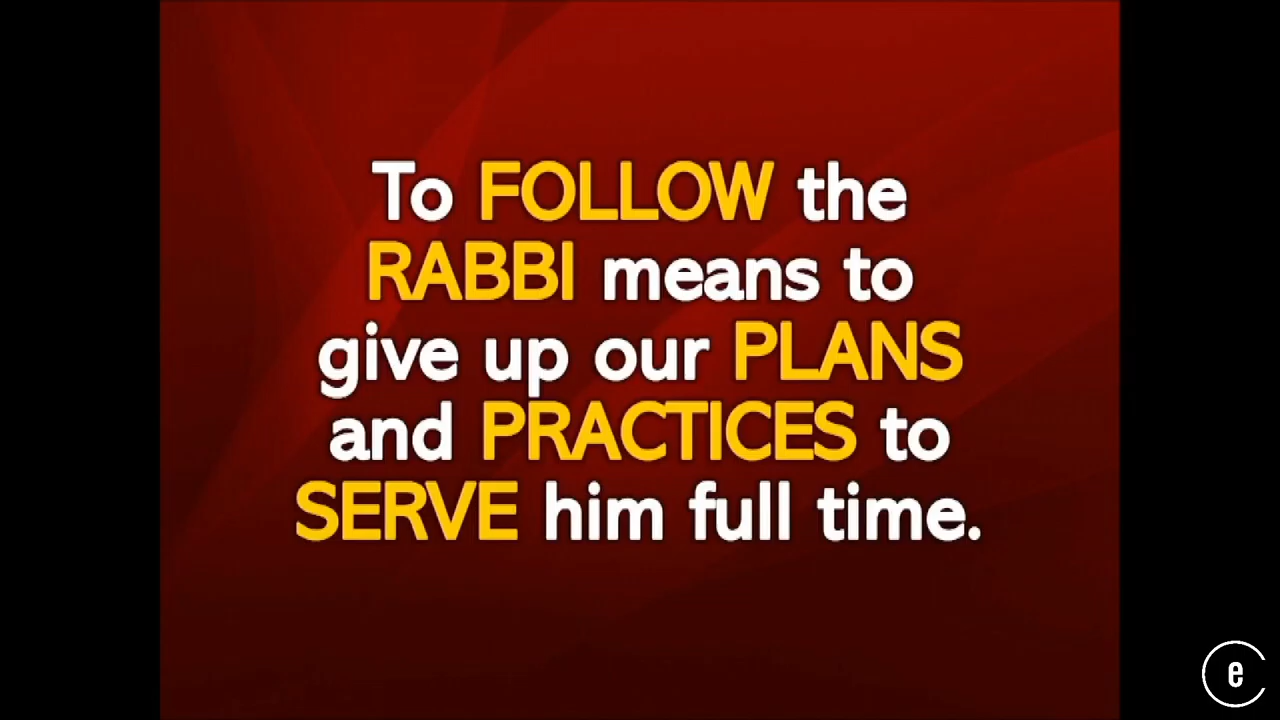 To FOLLOW the
RABBI means to
give up our PLANS
and PRACTICES to
SERVE him full time.
e